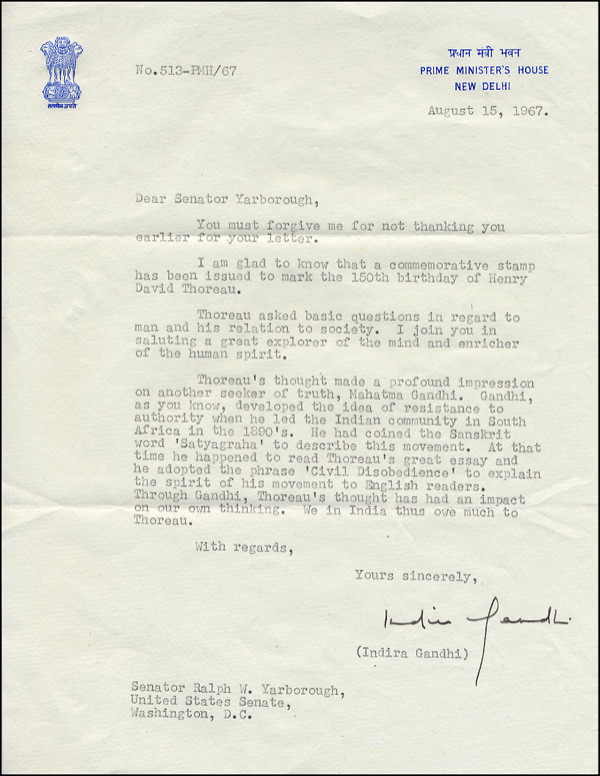 सत्यमेव जयते
No.513-PMH/67
प्रधान मंत्री भवन
PRIME MINISTER'S HOUSE
NEW DELHI
August 15, 1967.
Dear Senator Yarborough,
You must forgive me for not thanking you
earlier for your letter.
I am glad to know that a commemorative stamp
has been issued to mark the 150th birthday of Henry
David Thoreau.
Thoreau asked basic questions in regard to
man and his relation to society. I join you in
saluting a great explorer of the mind and enricher
of the human spirit.
Thoreau's thought made a profound impression
on another seeker of truth, Mahatma Gandhi. Gandhi,
as you know, developed the idea of resistance to
authority when he led the Indian community in South
Africa in the 1890's. He had coined the Sanskrit
word 'Satyagraha' to describe this movement. At that
time he happened to read Thoreau's great essay and
he adopted the phrase 'Civil Disobedience' to explain
the spirit of his movement to English readers.
Through Gandhi, Thoreau's thought has had an impact
on our own thinking. We in India thus owe much to
Thoreau.
With regards,
Yours sincerely,
Indira Gandhi
(Indira Gandhi)
Senator Ralph W. Yarborough,
United States Senate,
Washington, D.C.